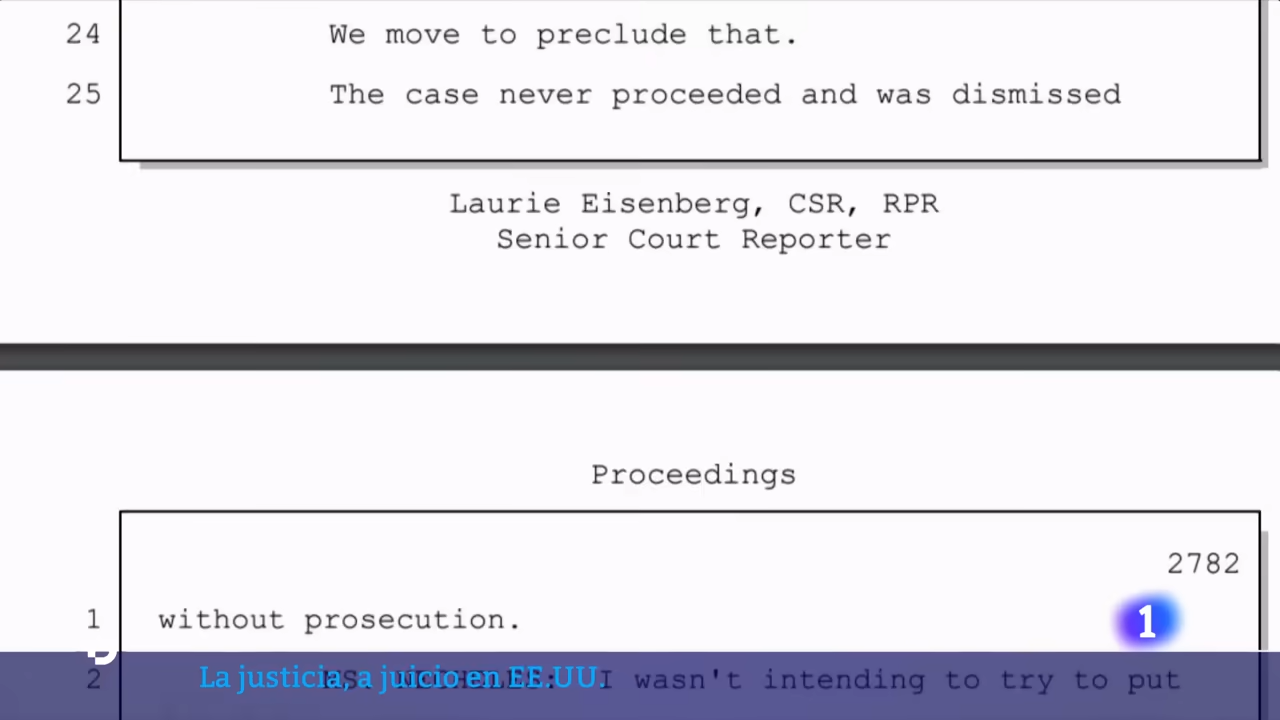 24 We move to preclude that.
25 The case never proceeded and was dismissed
Laurie Eisenberg, CSR, RPR
Senior Court Reporter
Proceedings
2782
1 without prosecution.
1
2 I wasn't intending to try to put
La justicia, a juicio en EE.UU.